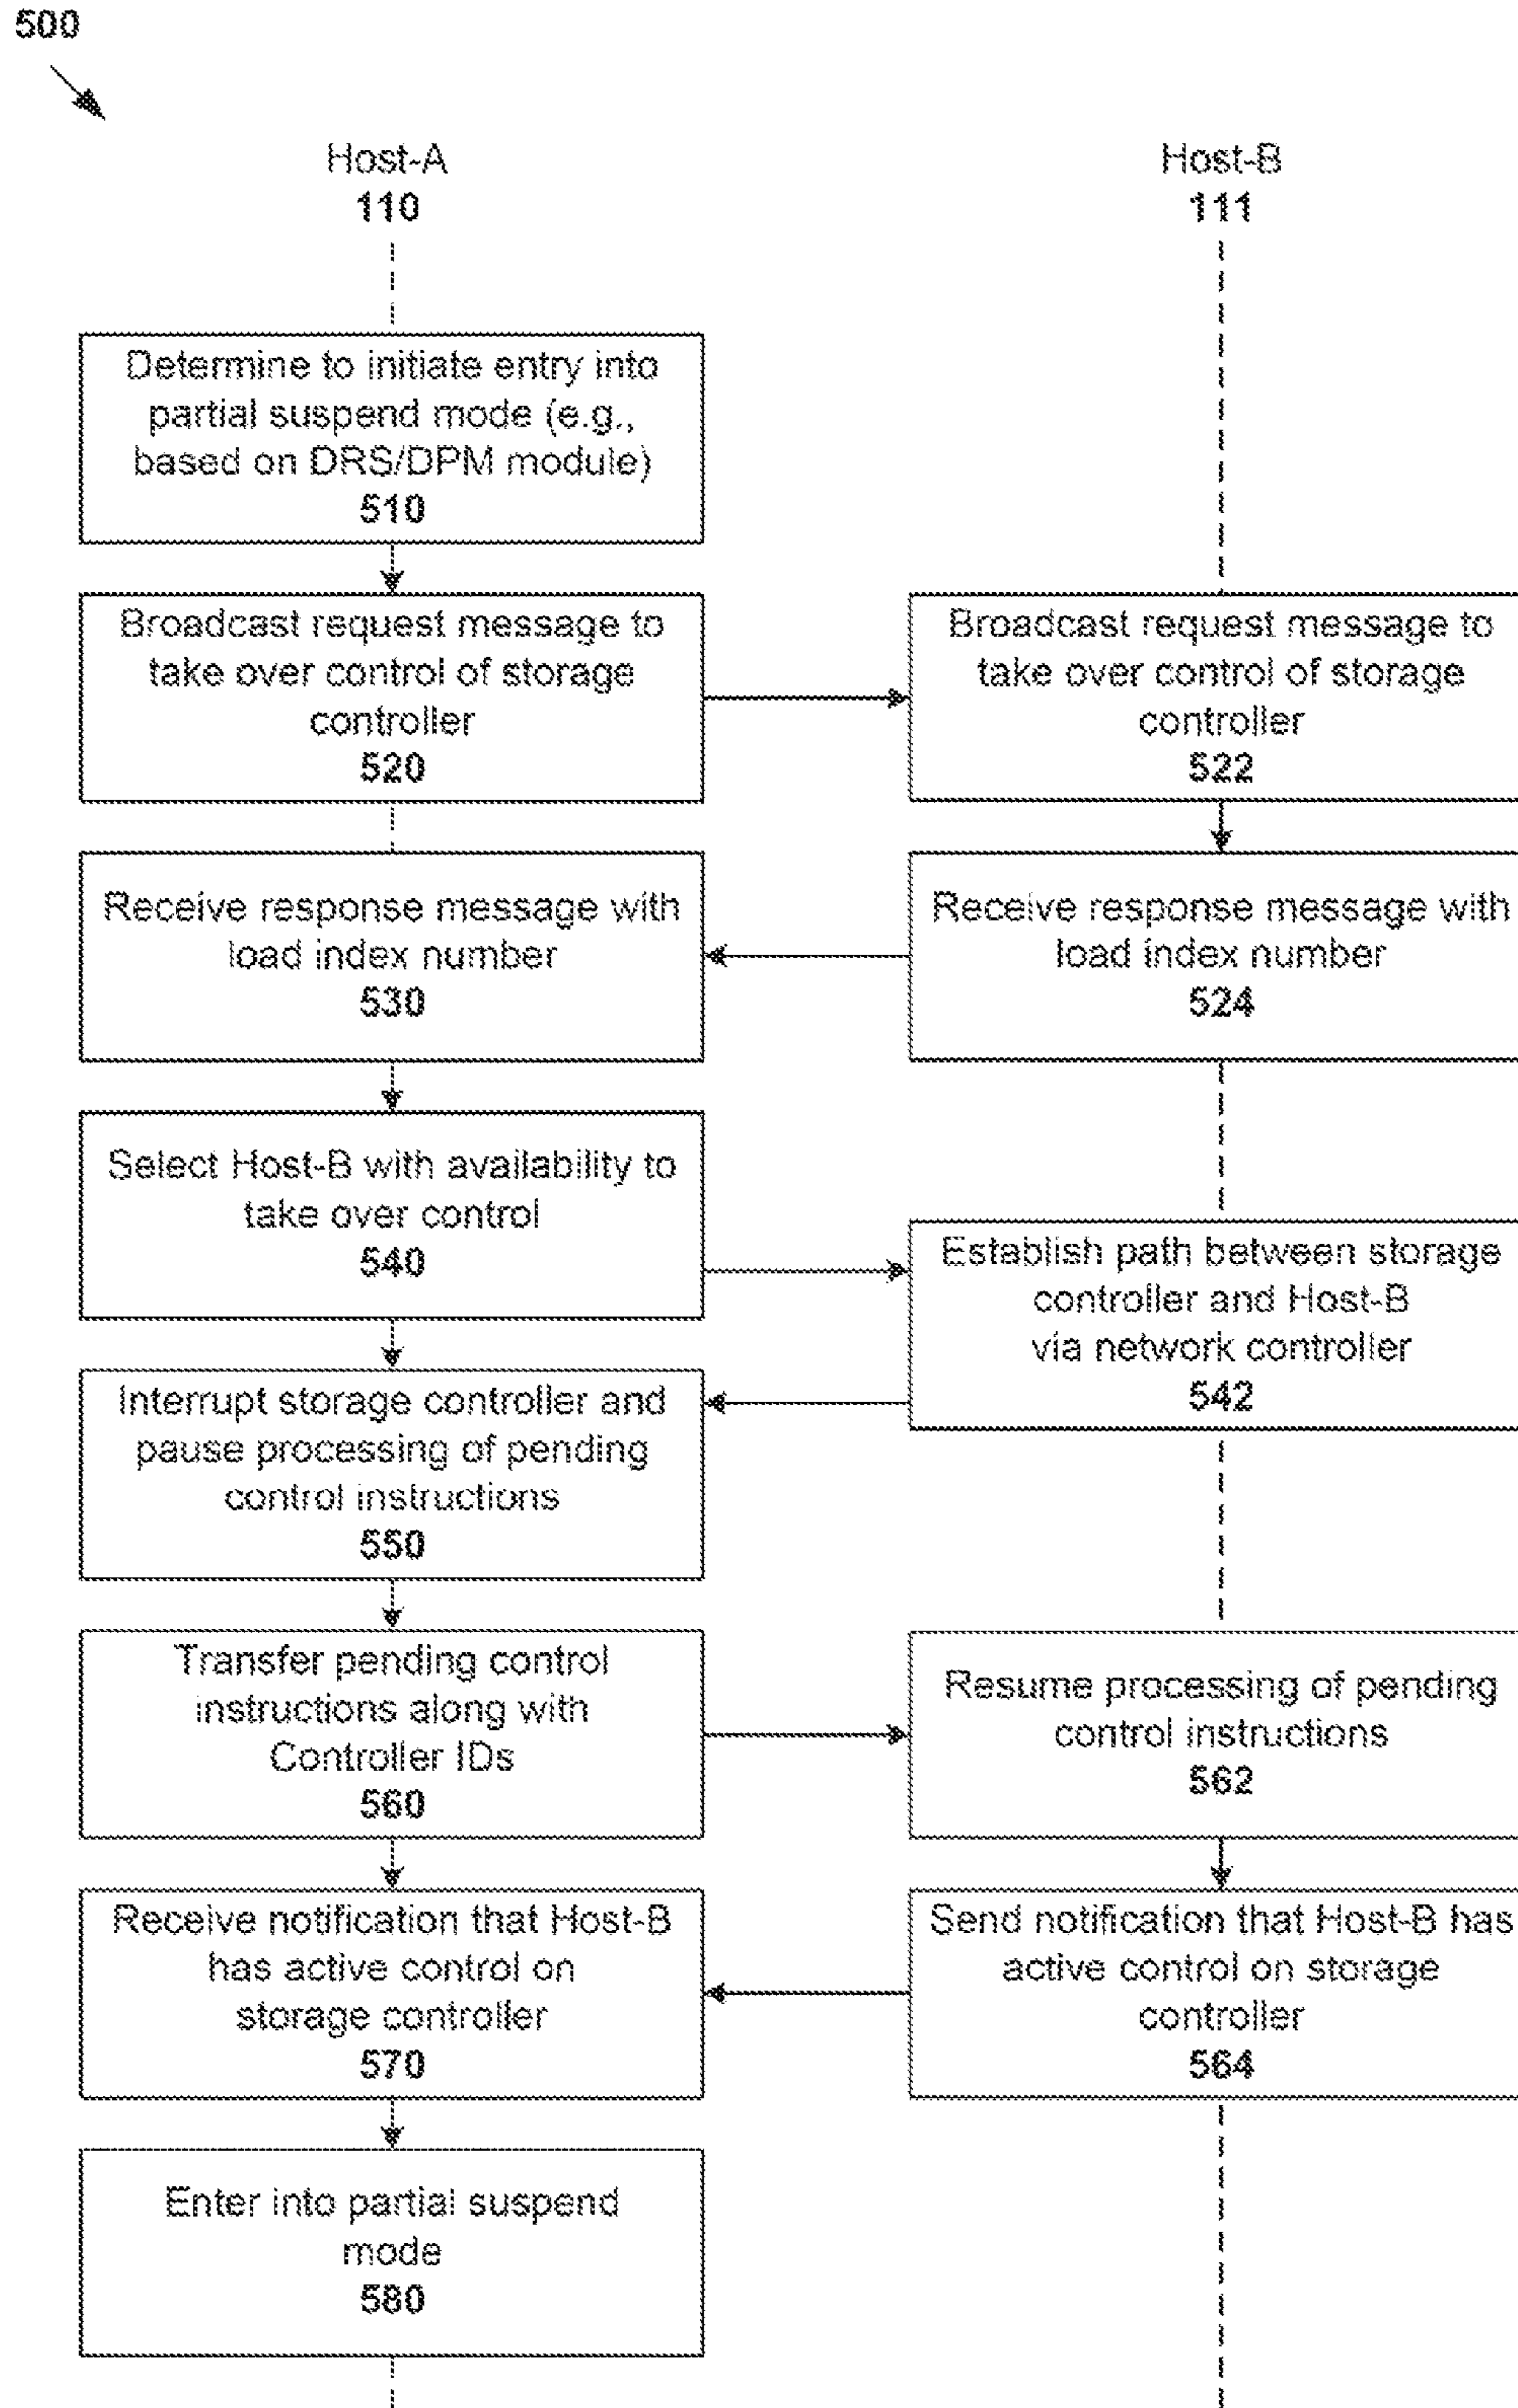 500
Host-A
110
Host-B
111
Determine to initiate entry into
partial suspend mode (e.g.,
based on DRS/DPM module)
510
Broadcast request message to
take over control of storage
controller
520
Broadcast request message to
take over control of storage
controller
522
Receive response message with
load index number
530
Receive response message with
load index number
524
Select Host-B with availability to
take over control
540
Establish path between storage
controller and Host-B
via network controller
542
Interrupt storage controller and
pause processing of pending
control instructions
550
Transfer pending control
instructions along with
Controller IDs
560
Resume processing of pending
control instructions
562
Receive notification that Host-B
has active control on
storage controller
570
Send notification that Host-B has
active control on storage
controller
564
Enter into partial suspend
mode
580